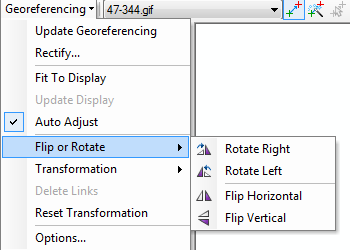 Georeferencing
47-344.gif
Update Georeferencing
Rectify...
Fit To Display
Update Display
Auto Adjust
Flip or Rotate
Transformation
Delete Links
Reset Transformation
Options...
Rotate Right
Rotate Left
Flip Horizontal
Flip Vertical